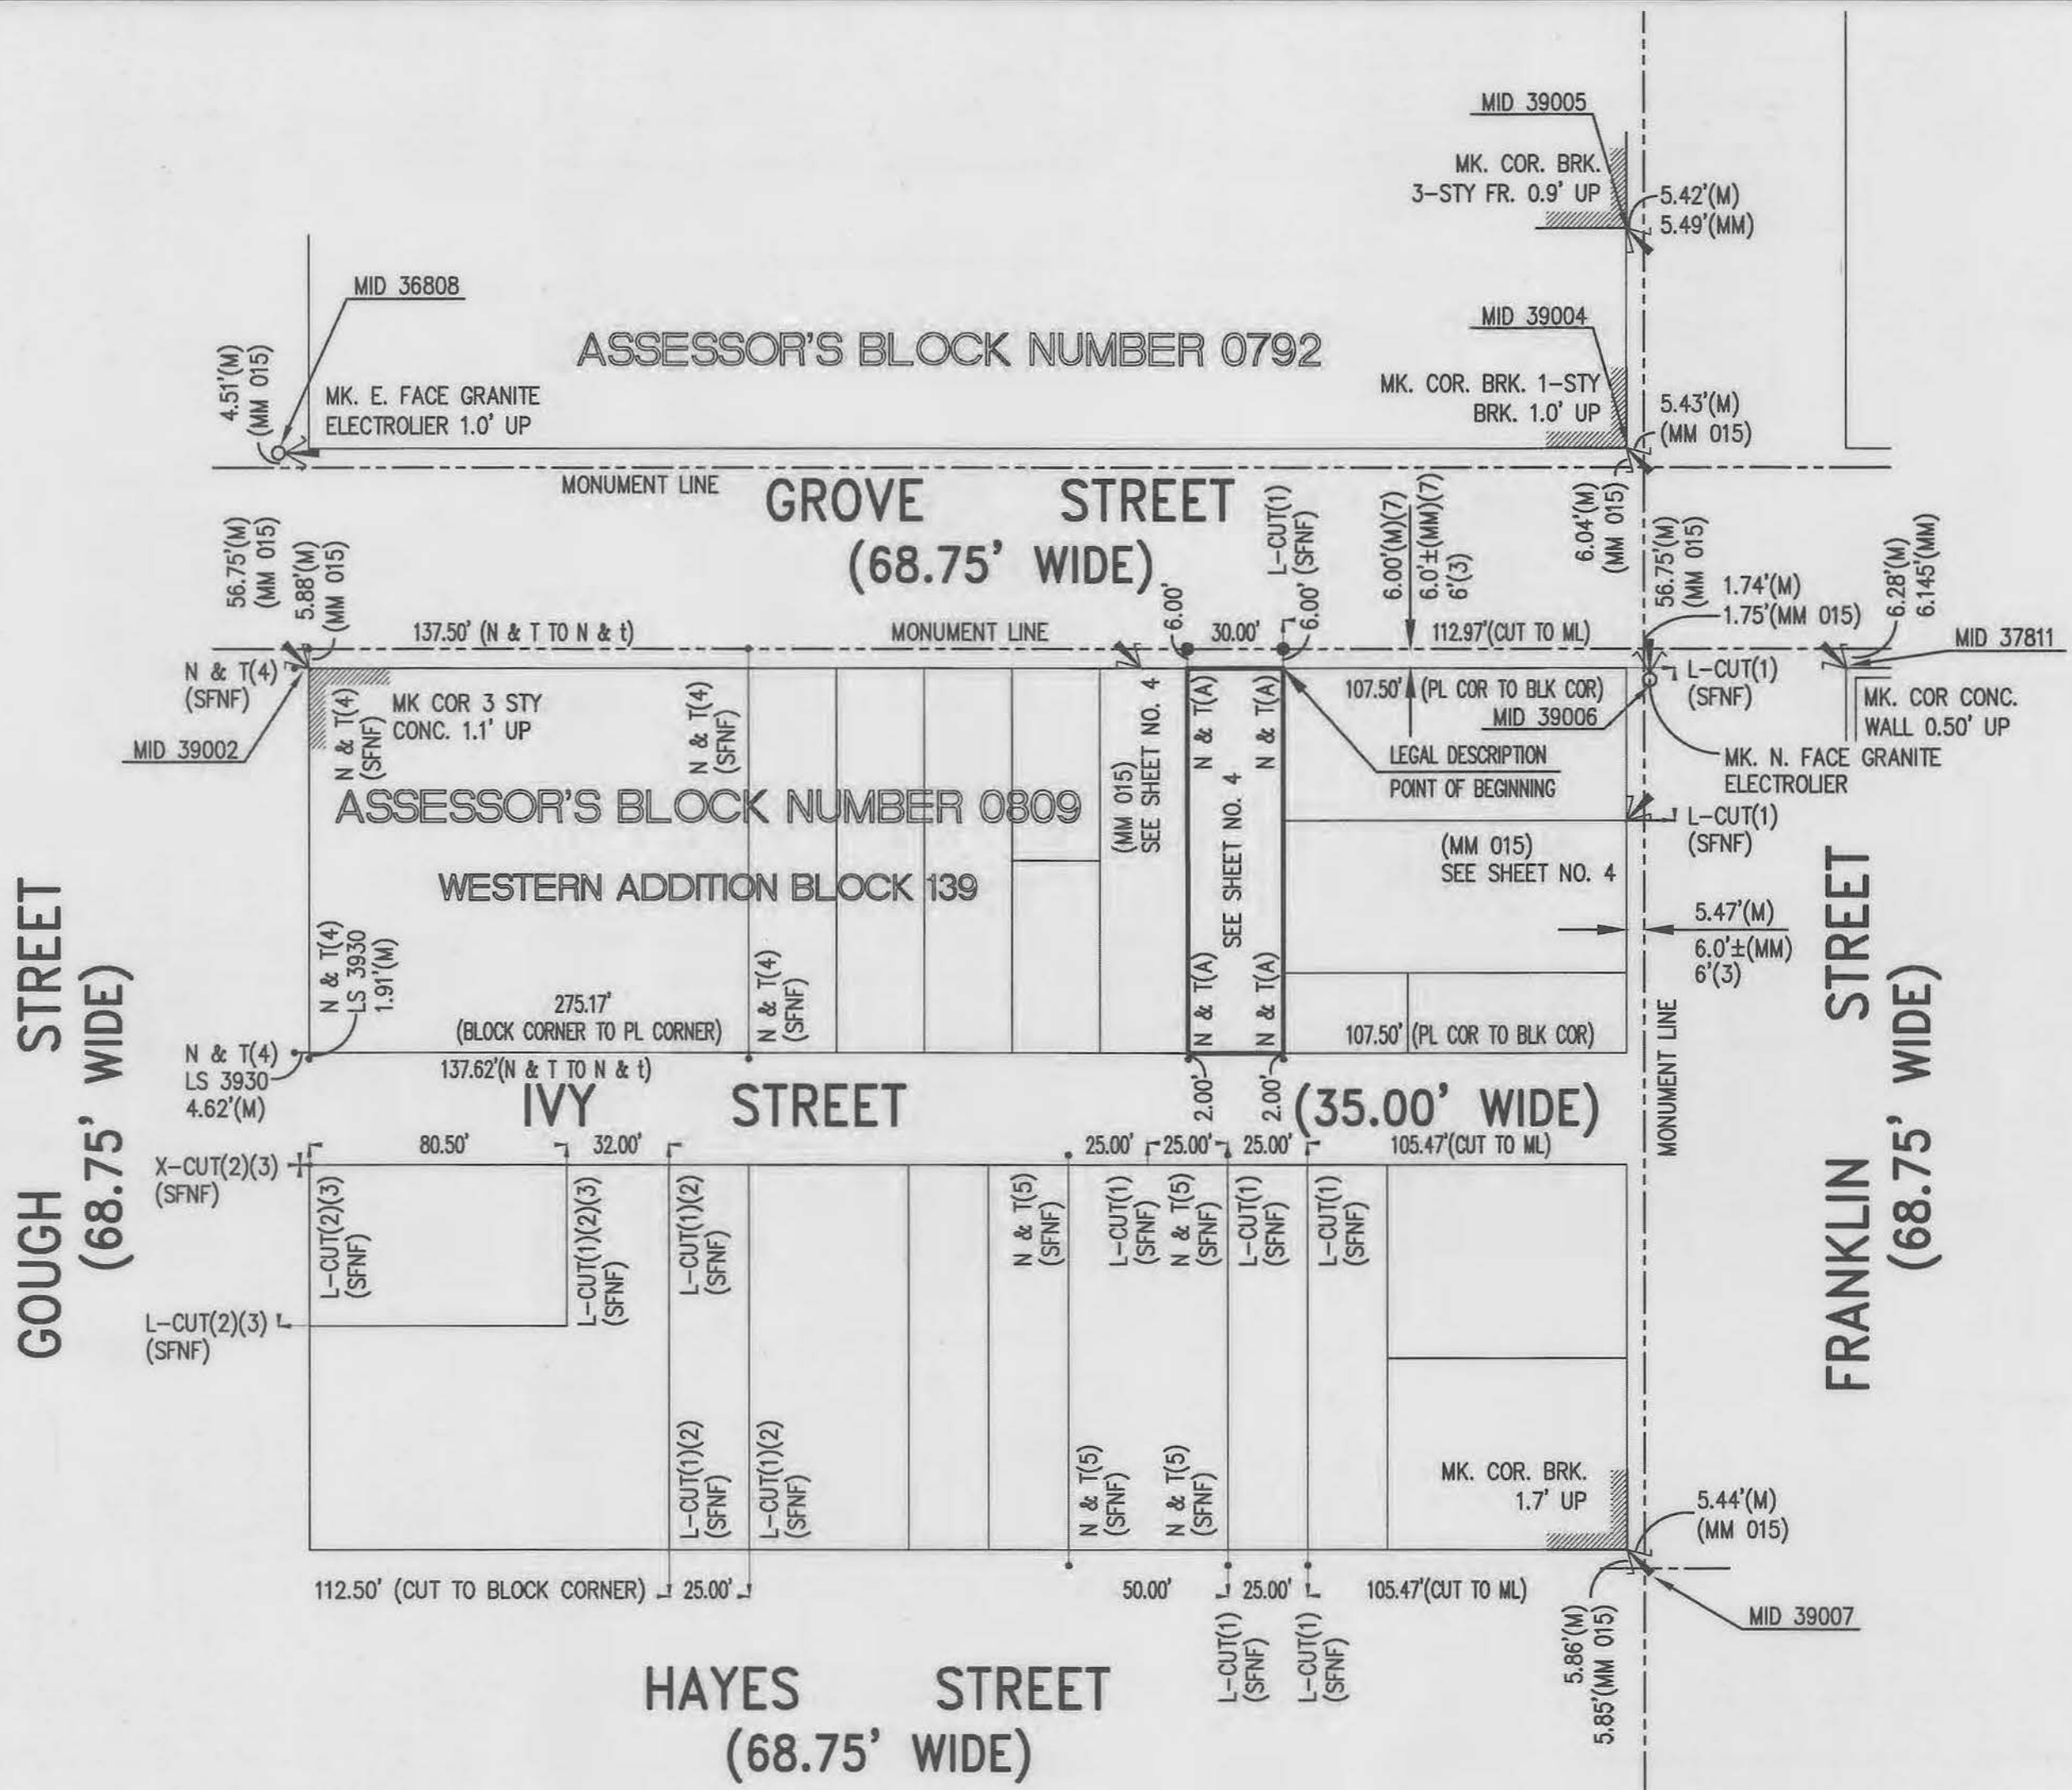 MID 39005
MK. COR. BRK.
3-STY FR. 0.9' UP
5.42'(M)
5.49'(MM)
MID 36808
MID 39004
ASSESSOR'S BLOCK NUMBER 0792
4.51'(M)
(MM 015)
MK. E. FACE GRANITE
ELECTROLIER 1.0' UP
MK. COR. BRK. 1-STY
BRK. 1.0' UP
5.43'(M)
(MM 015)
MONUMENT LINE
GROVE STREET
(68.75' WIDE)
56.75'(M)
(MM 015)
5.88'(M)
(MM 015)
6.00'
L-CUT(1)
(SFNF)
6.00'
6.00'(M)(7)
6.0'±(MM)(7)
6'(3)
6.04'(M)
(MM 015)
56.75'(M)
(MM 015)
1.74'(M)
1.75'(MM 015)
6.28'(M)
6.145'(MM)
137.50' (N & T TO N & t)
MONUMENT LINE
30.00'
112.97'(CUT TO ML)
MID 37811
N & T(4)
(SFNF)
MID 39002
N & T(4)
(SFNF)
MK COR 3 STY
CONC. 1.1' UP
N & T(4)
(SFNF)
(MM 015)
SEE SHEET NO. 4
N & T(A)
SEE SHEET NO. 4
N & T(A)
107.50' (PL COR TO BLK COR)
MID 39006
L-CUT(1)
(SFNF)
MK. COR CONC.
WALL 0.50' UP
LEGAL DESCRIPTION
POINT OF BEGINNING
MK. N. FACE GRANITE
ELECTROLIER
ASSESSOR'S BLOCK NUMBER 0809
L-CUT(1)
(SFNF)
(MM 015)
SEE SHEET NO. 4
WESTERN ADDITION BLOCK 139
5.47'(M)
6.0'±(MM)
6'(3)
N & T(4)
LS 3930
1.91'(M)
275.17'
(BLOCK CORNER TO PL CORNER)
N & T(4)
(SFNF)
N & T(A)
N & T(A)
107.50' (PL COR TO BLK COR)
MONUMENT LINE
N & T(4)
LS 3930
4.62'(M)
137.62'(N & T TO N & t)
2.00'
2.00'
IVY STREET (35.00' WIDE)
GOUGH STREET
(68.75' WIDE)
FRANKLIN STREET
(68.75' WIDE)
X-CUT(2)(3)
(SFNF)
80.50'
32.00'
25.00'
25.00'
25.00'
105.47'(CUT TO ML)
L-CUT(2)(3)
(SFNF)
L-CUT(1)(2)(3)
(SFNF)
L-CUT(1)(2)
(SFNF)
N & T(5)
(SFNF)
L-CUT(1)
(SFNF)
N & T(5)
(SFNF)
L-CUT(1)
(SFNF)
L-CUT(1)
(SFNF)
L-CUT(2)(3)
(SFNF)
L-CUT(1)(2)
(SFNF)
L-CUT(1)(2)
(SFNF)
N & T(5)
(SFNF)
N & T(5)
(SFNF)
MK. COR. BRK.
1.7' UP
5.44'(M)
(MM 015)
112.50' (CUT TO BLOCK CORNER)
25.00'
50.00'
25.00'
105.47'(CUT TO ML)
MID 39007
L-CUT(1)
(SFNF)
L-CUT(1)
(SFNF)
5.86'(M)
5.85'(MM 015)
HAYES STREET
(68.75' WIDE)